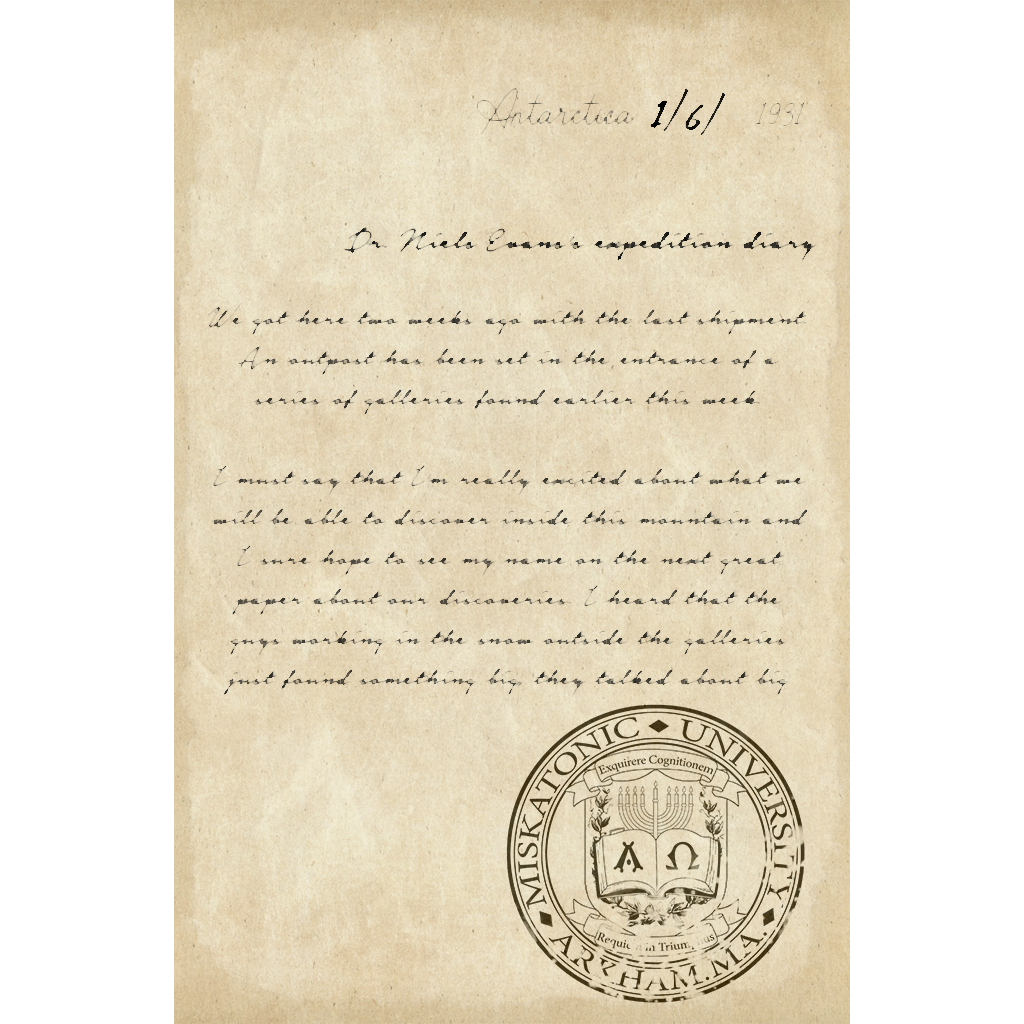 Antarctica 1/6/ 1931
Dr. Niels Evans's expedition diary
We got here two weeks ago with the last shipment
An outpost has been set in the entrance of a
series of galleries found earlier this week
I must say that I'm really excited about what we
will be able to discover inside this mountain and
I sure hope to see my name on the next great
paper about our discoveries. I heard that the
guys working in the snow outside the galleries
just found something big, they talked about big
MISKATONIC UNIVERSITY
Exquirere Cognitionem
Α Ω
in
ARKHAM.MA.